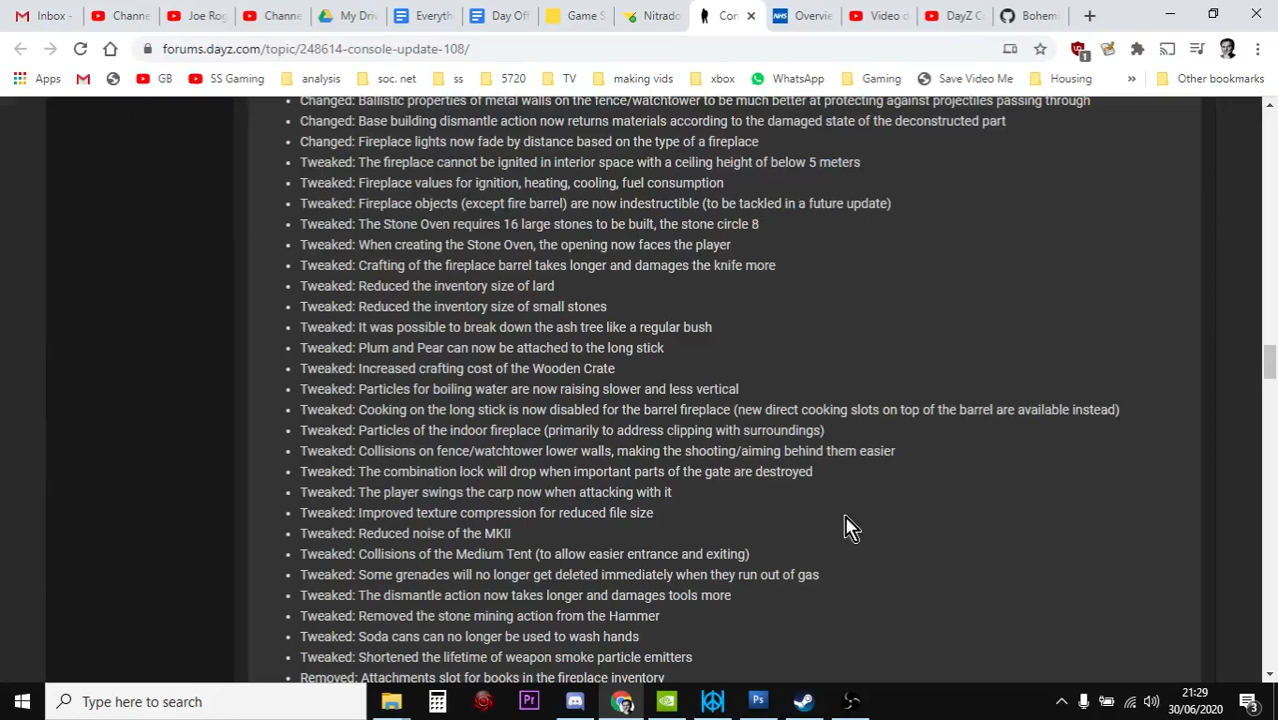 Inbox -
Channe
Joe Rog
Channe
My Driv
Everyth
Day Off
Game S
Nitrado
Con
Overvie
Video d
DayZ C
Bohemi
forums.dayz.com/topic/248614-console-update-108/
1
Apps
GB
SS Gaming
analysis
soc. net
ss
5720
TV
making vids
xbox
WhatsApp
Gaming
Save Video Me
Housing
»
Other bookmarks
Changed: Ballistic properties of metal walls on the fence/watchtower to be much better at protecting against projectiles passing through
Changed: Base building dismantle action now returns materials according to the damaged state of the deconstructed part
Changed: Fireplace lights now fade by distance based on the type of a fireplace
Tweaked: The fireplace cannot be ignited in interior space with a ceiling height of below 5 meters
Tweaked: Fireplace values for ignition, heating, cooling, fuel consumption
Tweaked: Fireplace objects (except fire barrel) are now indestructible (to be tackled in a future update)
Tweaked: The Stone Oven requires 16 large stones to be built, the stone circle 8
Tweaked: When creating the Stone Oven, the opening now faces the player
Tweaked: Crafting of the fireplace barrel takes longer and damages the knife more
Tweaked: Reduced the inventory size of lard
Tweaked: Reduced the inventory size of small stones
Tweaked: It was possible to break down the ash tree like a regular bush
Tweaked: Plum and Pear can now be attached to the long stick
Tweaked: Increased crafting cost of the Wooden Crate
Tweaked: Particles for boiling water are now raising slower and less vertical
Tweaked: Cooking on the long stick is now disabled for the barrel fireplace (new direct cooking slots on top of the barrel are available instead)
Tweaked: Particles of the indoor fireplace (primarily to address clipping with surroundings)
Tweaked: Collisions on fence/watchtower lower walls, making the shooting/aiming behind them easier
Tweaked: The combination lock will drop when important parts of the gate are destroyed
Tweaked: The player swings the carp now when attacking with it
Tweaked: Improved texture compression for reduced file size
Tweaked: Reduced noise of the MKII
Tweaked: Collisions of the Medium Tent (to allow easier entrance and exiting)
Tweaked: Some grenades will no longer get deleted immediately when they run out of gas
Tweaked: The dismantle action now takes longer and damages tools more
Tweaked: Removed the stone mining action from the Hammer
Tweaked: Soda cans can no longer be used to wash hands
Tweaked: Shortened the lifetime of weapon smoke particle emitters
Removed: Attachments slot for books in the fireplace inventory
Type here to search
21:29
30/06/2020
3